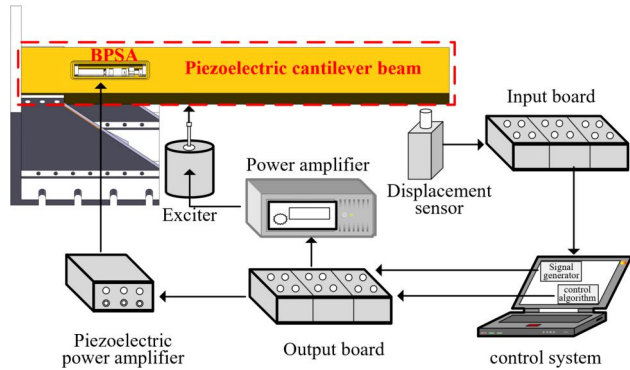 BPSA
Piezoelectric cantilever beam
Input board
Power amplifier
Displacement
sensor
Exciter
Signal
generator
control
algorithm
Piezoelectric
power amplifier
Output board
control system